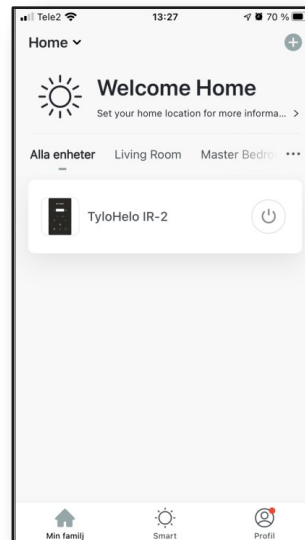 Tele2 13:27 70 %
Home
Welcome Home
Set your home location for more informa...
Alla enheter Living Room Master Bedro ...
TyloHelo IR-2
Min familj Smart Profil